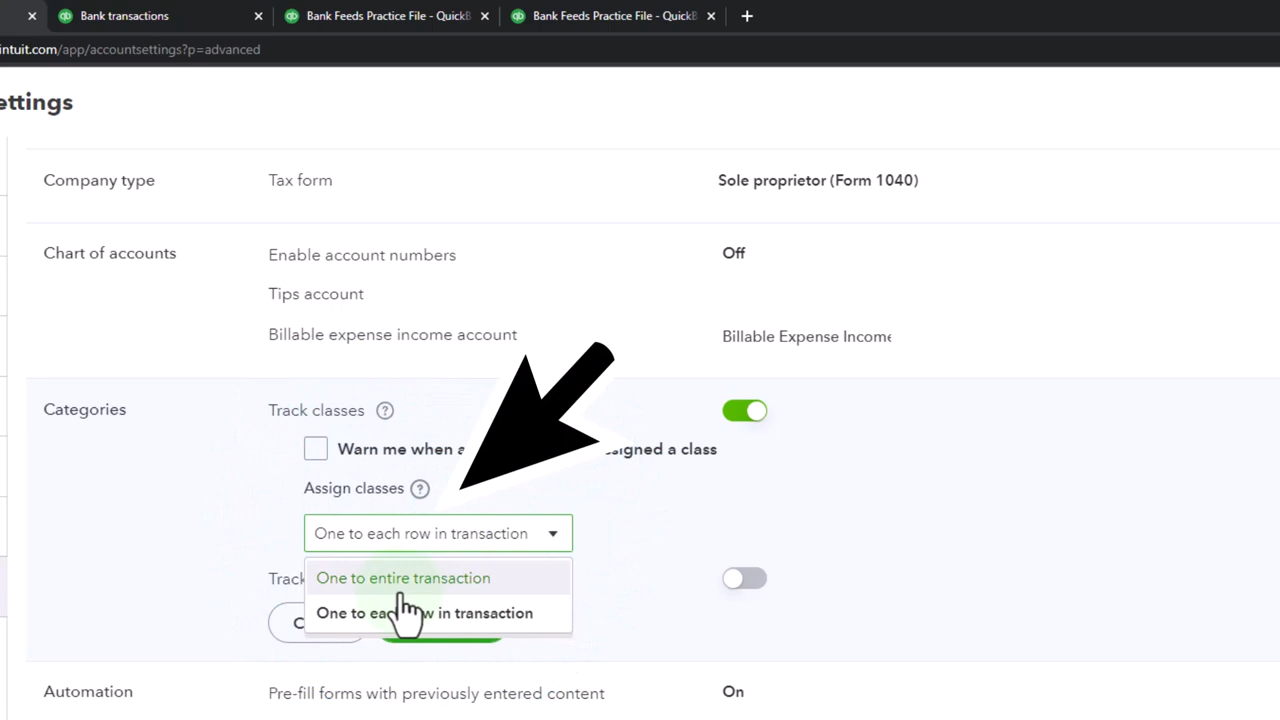 Bank transactions
Bank Feeds Practice File - QuickB
Bank Feeds Practice File - QuickB
intuit.com/app/accountsettings?p=advanced
ettings
Company type
Tax form
Sole proprietor (Form 1040)
Chart of accounts
Enable account numbers
Off
Tips account
Billable expense income account
Billable Expense Income
Categories
Track classes
Warn me when a
ssigned a class
Assign classes
One to each row in transaction
Track
One to entire transaction
One to each row in transaction
C
Automation
Pre-fill forms with previously entered content
On